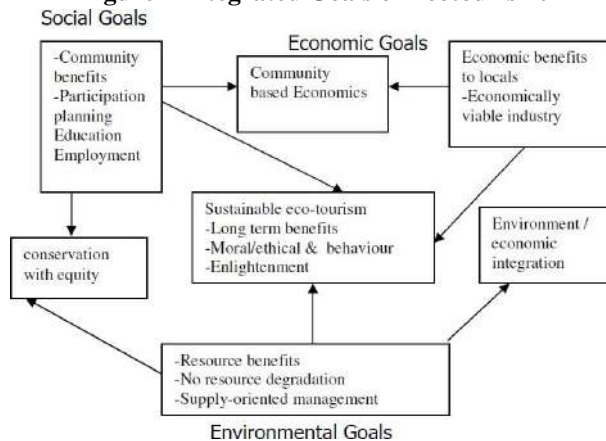 Social Goals
Economic Goals
-Community
benefits
-Participation
planning
Education
Employment
Community
based Economics
Economic benefits
to locals
-Economically
viable industry
Sustainable eco-tourism
-Long term benefits
-Moral/ethical & behaviour
-Enlightenment
Environment /
economic
integration
conservation
with equity
-Resource benefits
-No resource degradation
-Supply-oriented management
Environmental Goals